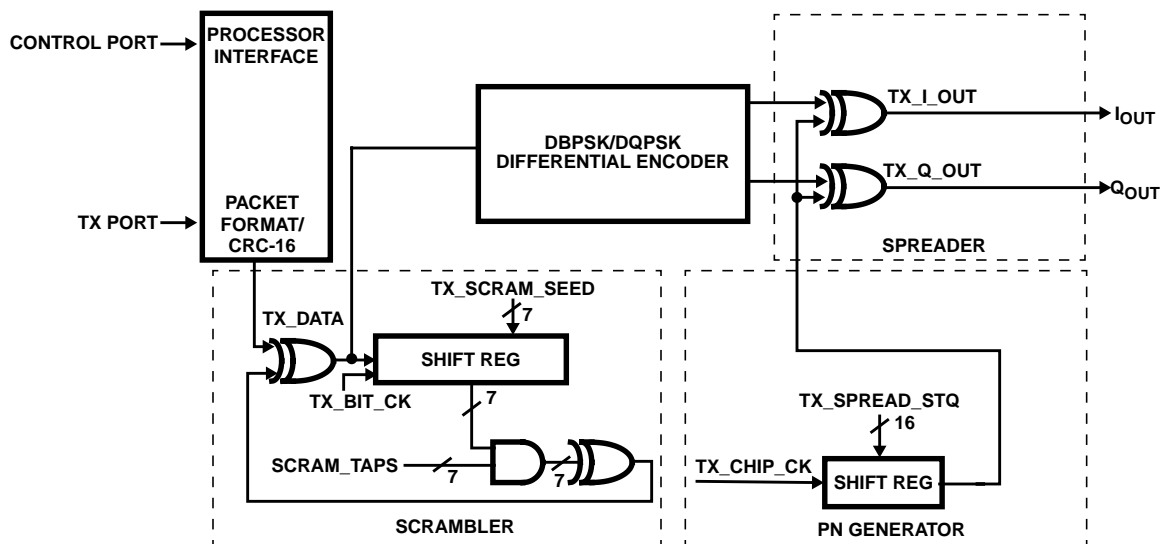 CONTROL PORT
PROCESSOR
INTERFACE
PACKET
FORMAT/
CRC-16
TX PORT
DBPSK/DQPSK
DIFFERENTIAL ENCODER
TX_I_OUT
IOUT
TX_Q_OUT
QOUT
SPREADER
TX_DATA
TX_SCRAM_SEED
7
SHIFT REG
TX_BIT_CK
7
SCRAM_TAPS
7
7
SCRAMBLER
TX_SPREAD_STQ
16
TX_CHIP_CK
SHIFT REG
PN GENERATOR